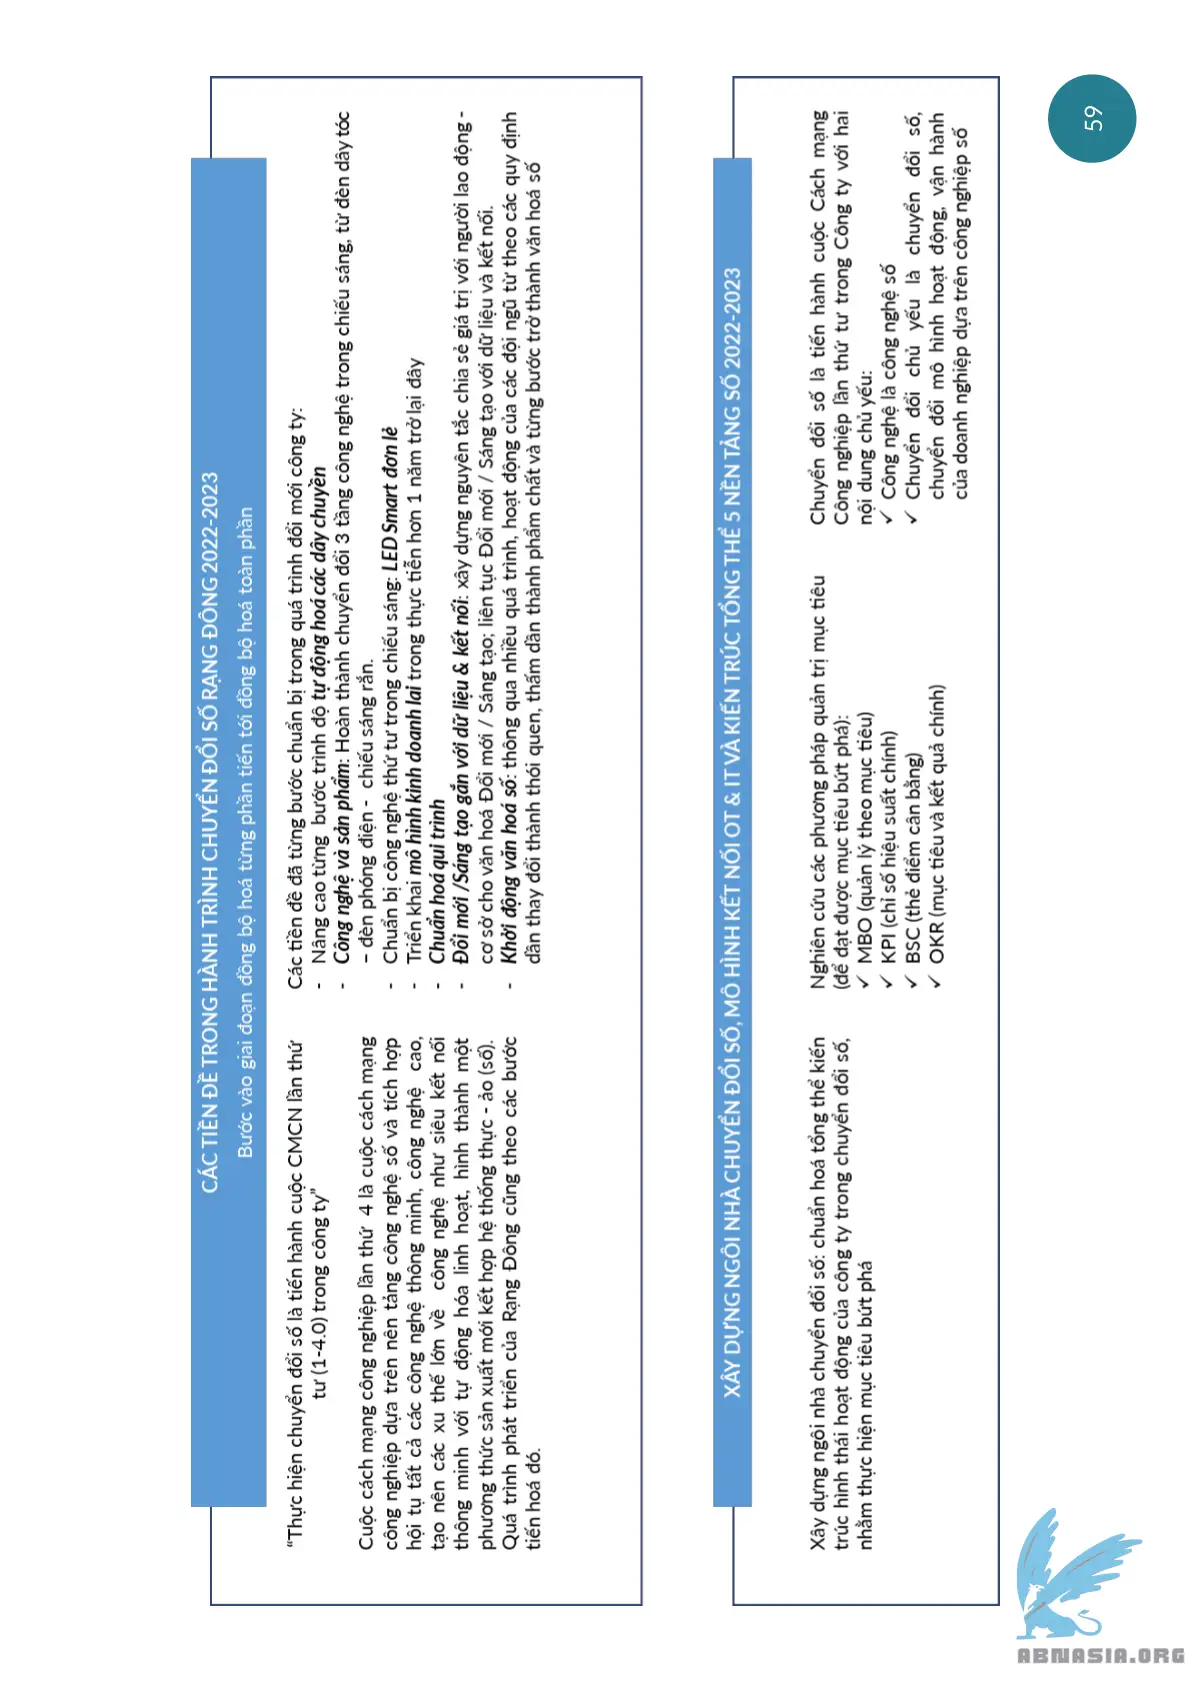 CÁC TIỀN ĐỀ TRONG HÀNH TRÌNH CHUYỂN ĐỔI SỐ RẠNG ĐÔNG 2022-2023
Bước vào giai đoạn đồng bộ hoá từng phần tiến tới đồng bộ hoá toàn phần
“Thực hiện chuyển đổi số là tiến hành cuộc CMCN lần thứ
tư (1-4.0) trong công ty”
Cuộc cách mạng công nghiệp lần thứ 4 là cuộc cách mạng
công nghiệp dựa trên nền tảng công nghệ số và tích hợp
hội tụ tất cả các công nghệ thông minh, công nghệ cao,
tạo nên các xu thế lớn về công nghệ như siêu kết nối
thông minh với tự động hóa linh hoạt, hình thành một
phương thức sản xuất mới kết hợp hệ thống thực - ảo (số).
Quá trình phát triển của Rạng Đông cũng theo các bước
tiến hoá đó.
Các tiền đề đã từng bước chuẩn bị trong quá trình đổi mới công ty:
- Nâng cao từng bước trình độ tự động hoá các dây chuyền
- Công nghệ và sản phẩm: Hoàn thành chuyển đổi 3 tầng công nghệ trong chiếu sáng, từ đèn dây tóc
– đèn phóng điện - chiếu sáng rắn.
- Chuẩn bị công nghệ thứ tư trong chiếu sáng: LED Smart đơn lẻ
- Triển khai mô hình kinh doanh lai trong thực tiễn hơn 1 năm trở lại đây
- Chuẩn hoá qui trình
- Đổi mới /Sáng tạo gắn với dữ liệu & kết nối: xây dựng nguyên tắc chia sẻ giá trị với người lao động -
cơ sở cho văn hoá Đổi mới / Sáng tạo; liên tục Đổi mới / Sáng tạo với dữ liệu và kết nối.
- Khởi động văn hoá số: thông qua nhiều quá trình, hoạt động của các đội ngũ từ theo các quy định
dần thay đổi thành thói quen, thấm dần thành phẩm chất và từng bước trở thành văn hoá số
XÂY DỰNG NGÔI NHÀ CHUYỂN ĐỔI SỐ, MÔ HÌNH KẾT NỐI OT & IT VÀ KIẾN TRÚC TỔNG THỂ 5 NỀN TẢNG SỐ 2022-2023
Xây dựng ngôi nhà chuyển đổi số: chuẩn hoá tổng thể kiến
trúc hình thái hoạt động của công ty trong chuyển đổi số,
nhằm thực hiện mục tiêu bứt phá
Nghiên cứu các phương pháp quản trị mục tiêu
(để đạt được mục tiêu bứt phá):
✓ MBO (quản lý theo mục tiêu)
✓ KPI (chỉ số hiệu suất chính)
✓ BSC (thẻ điểm cân bằng)
✓ OKR (mục tiêu và kết quả chính)
Chuyển đổi số là tiến hành cuộc Cách mạng
Công nghiệp lần thứ tư trong Công ty với hai
nội dung chủ yếu:
✓ Công nghệ là công nghệ số
✓ Chuyển đổi chủ yếu là chuyển đổi số,
chuyển đổi mô hình hoạt động, vận hành
của doanh nghiệp dựa trên công nghiệp số
59
ABNASIA.ORG